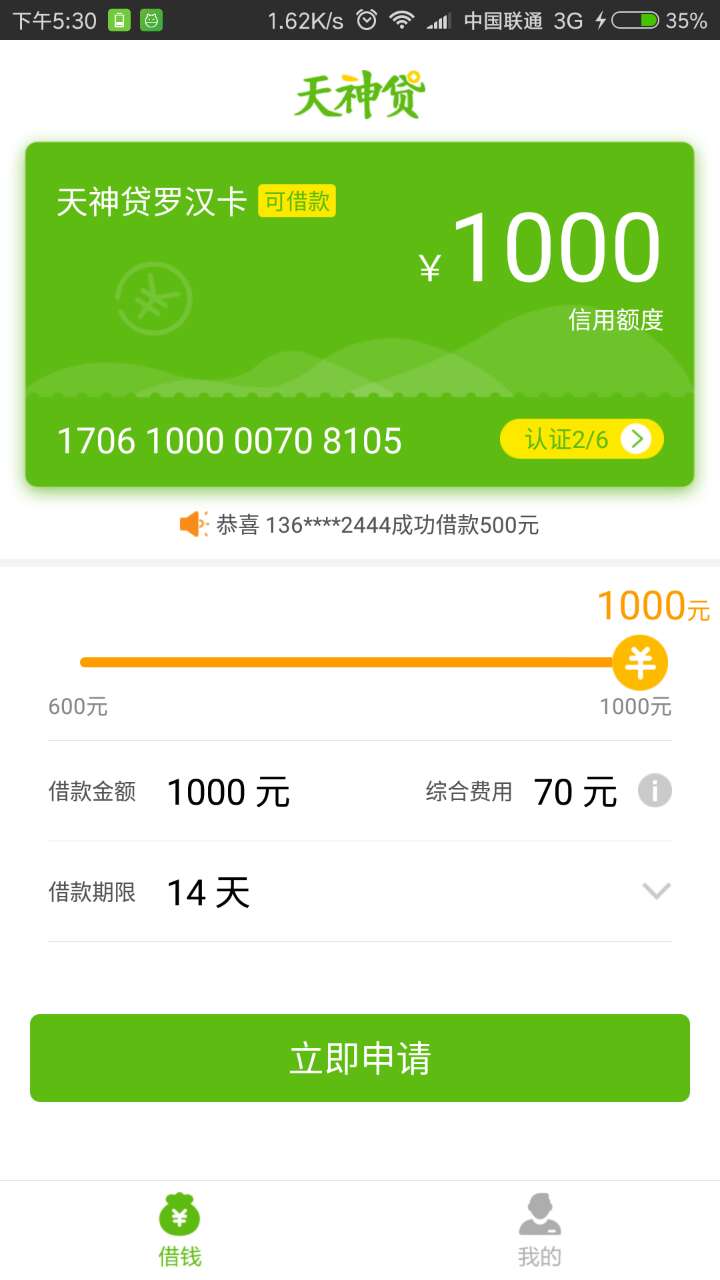 下午5:30 1.62K/s 中国联通 3G 35%
天神贷
天神贷罗汉卡 可借款
¥ 1000
信用额度
1706 1000 0070 8105 认证2/6
恭喜 136****2444成功借款500元
1000元
600元 1000元
借款金额 1000 元 综合费用 70 元
借款期限 14 天
立即申请
借钱 我的